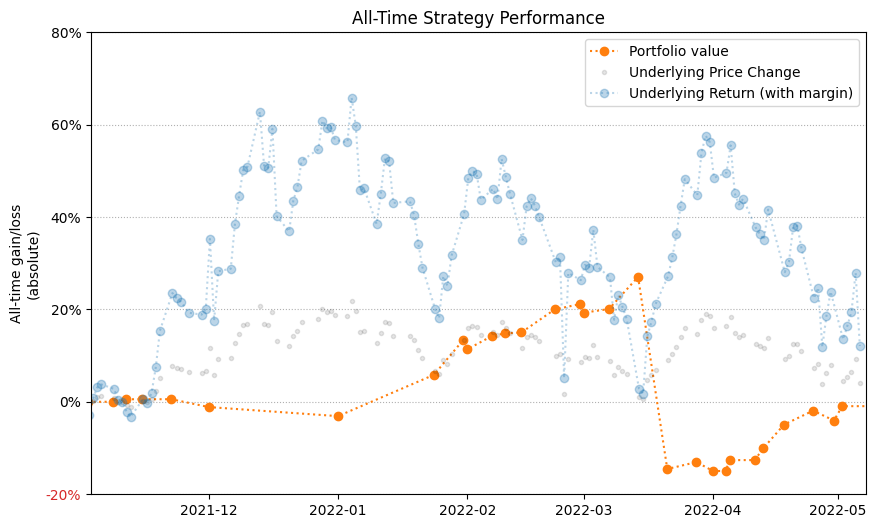 All-Time Strategy Performance
80%
60%
40%
20%
0%
-20%
All-time gain/loss
(absolute)
Portfolio value
Underlying Price Change
Underlying Return (with margin)
2021-12
2022-01
2022-02
2022-03
2022-04
2022-05